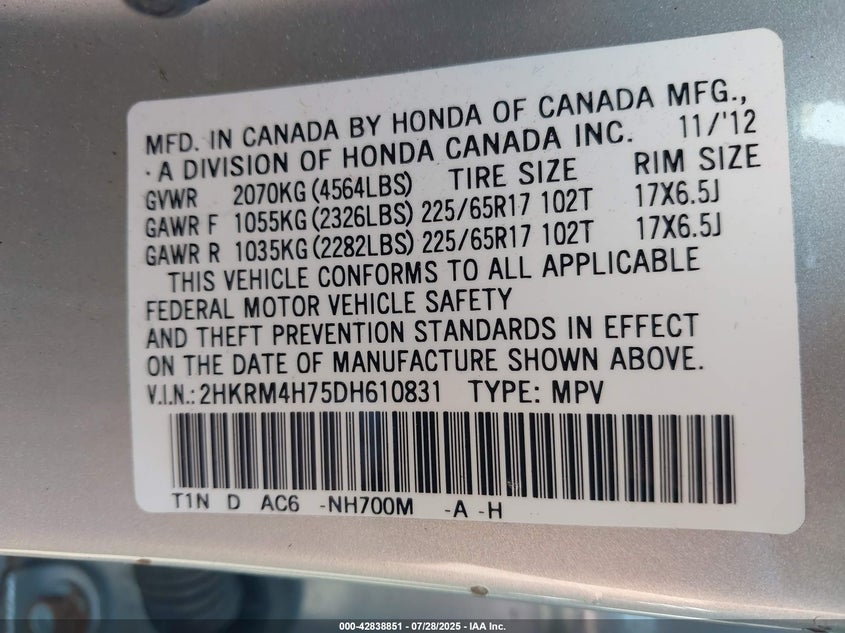 MFD. IN CANADA BY HONDA OF CANADA MFG.,
· A DIVISION OF HONDA CANADA INC. 11/'12
GVWR 2070KG (4564LBS) TIRE SIZE RIM SIZE
GAWR F 1055KG (2326LBS) 225/65R17 102T 17X6.5J
GAWR R 1035KG (2282LBS) 225/65R17 102T 17X6.5J
THIS VEHICLE CONFORMS TO ALL APPLICABLE
FEDERAL MOTOR VEHICLE SAFETY
AND THEFT PREVENTION STANDARDS IN EFFECT
ON THE DATE OF MANUFACTURE SHOWN ABOVE.
V.I.N.: 2HKRM4H75DH610831 TYPE: MPV
T1N D AC6 -NH700M -A -H
000-42838851 / 07/28/2025 - IAA Inc.